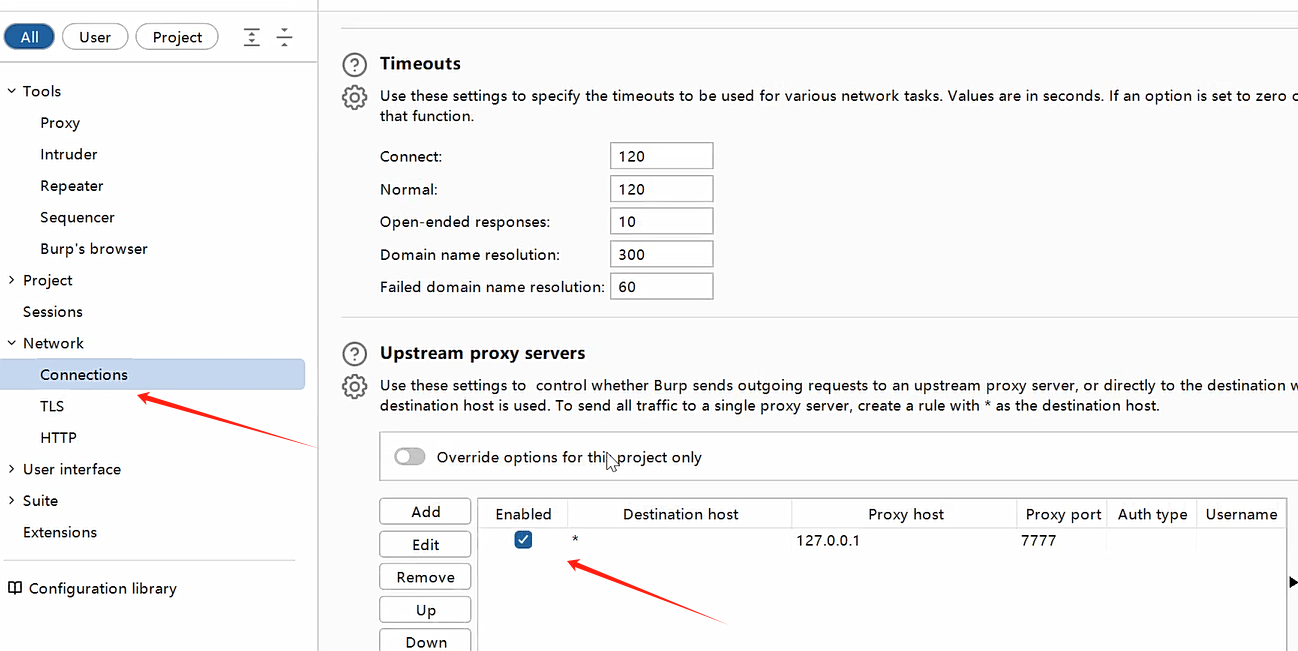 All User Project
Tools
Proxy
Intruder
Repeater
Sequencer
Burp's browser
Project
Sessions
Network
Connections
TLS
HTTP
User interface
Suite
Extensions
Configuration library
Timeouts
Use these settings to specify the timeouts to be used for various network tasks. Values are in seconds. If an option is set to zero
that function.
Connect: 120
Normal: 120
Open-ended responses: 10
Domain name resolution: 300
Failed domain name resolution: 60
Upstream proxy servers
Use these settings to control whether Burp sends outgoing requests to an upstream proxy server, or directly to the destination
destination host is used. To send all traffic to a single proxy server, create a rule with * as the destination host.
Override options for this project only
Add
Edit
Remove
Up
Down
Enabled Destination host Proxy host Proxy port Auth type Username
* 127.0.0.1 7777